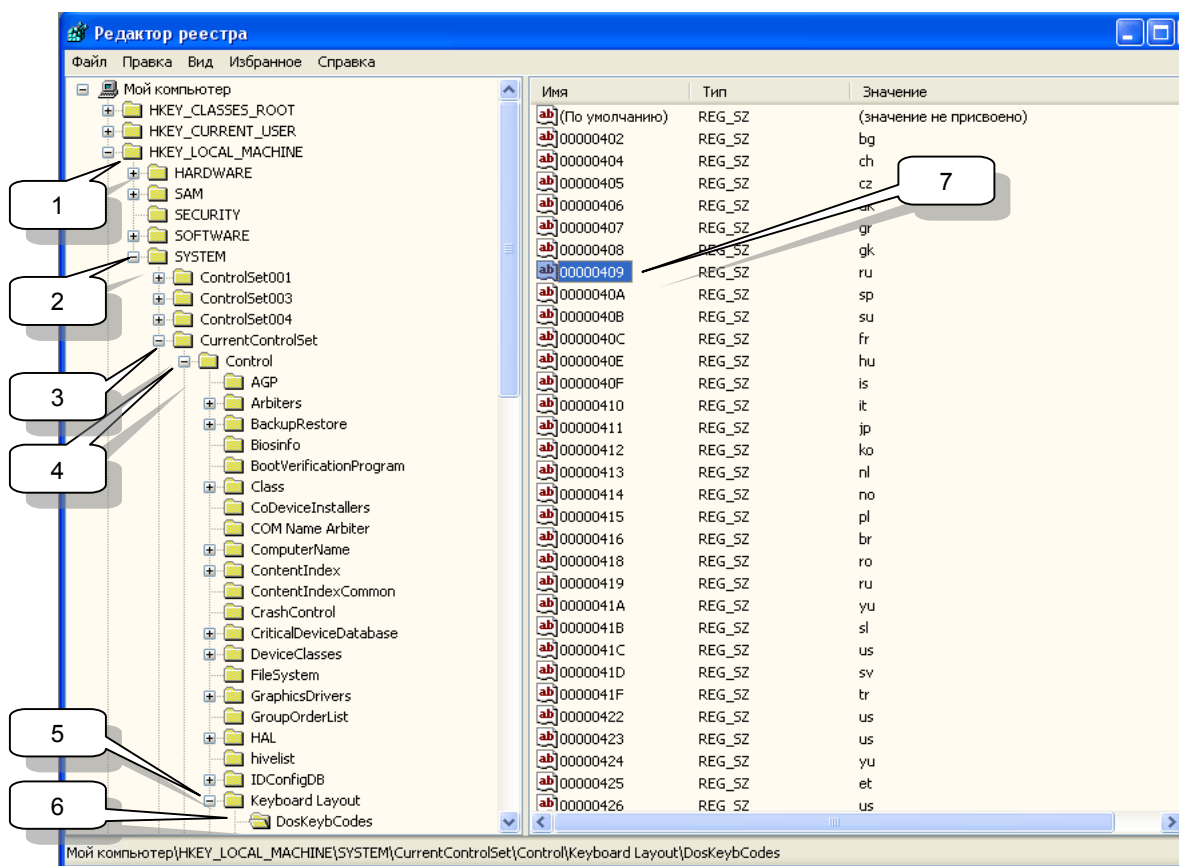 Редактор реестра
Файл Правка Вид Избранное Справка
Мой компьютер
HKEY_CLASSES_ROOT
HKEY_CURRENT_USER
HKEY_LOCAL_MACHINE
HARDWARE
SAM
SECURITY
SOFTWARE
SYSTEM
ControlSet001
ControlSet003
ControlSet004
CurrentControlSet
Control
AGP
Arbiters
BackupRestore
Biosinfo
BootVerificationProgram
Class
CoDeviceInstallers
COM Name Arbiter
ComputerName
ContentIndex
ContentIndexCommon
CrashControl
CriticalDeviceDatabase
DeviceClasses
FileSystem
GraphicsDrivers
GroupOrderList
HAL
hivelist
IDConfigDB
Keyboard Layout
DosKeybCodes
1
2
3
4
5
6
Имя Тип Значение
(По умолчанию) REG_SZ (значение не присвоено)
00000402 REG_SZ bg
00000404 REG_SZ ch
00000405 REG_SZ cz
00000406 REG_SZ
00000407 REG_SZ gr
00000408 REG_SZ gk
00000409 REG_SZ ru
0000040A REG_SZ sp
0000040B REG_SZ su
0000040C REG_SZ fr
0000040E REG_SZ hu
0000040F REG_SZ is
00000410 REG_SZ it
00000411 REG_SZ jp
00000412 REG_SZ ko
00000413 REG_SZ nl
00000414 REG_SZ no
00000415 REG_SZ pl
00000416 REG_SZ br
00000418 REG_SZ ro
00000419 REG_SZ ru
0000041A REG_SZ yu
0000041B REG_SZ sl
0000041C REG_SZ us
0000041D REG_SZ sv
0000041F REG_SZ tr
00000422 REG_SZ us
00000423 REG_SZ us
00000424 REG_SZ yu
00000425 REG_SZ et
00000426 REG_SZ us
7
Мой компьютер\HKEY_LOCAL_MACHINE\SYSTEM\CurrentControlSet\Control\Keyboard Layout\DosKeybCodes